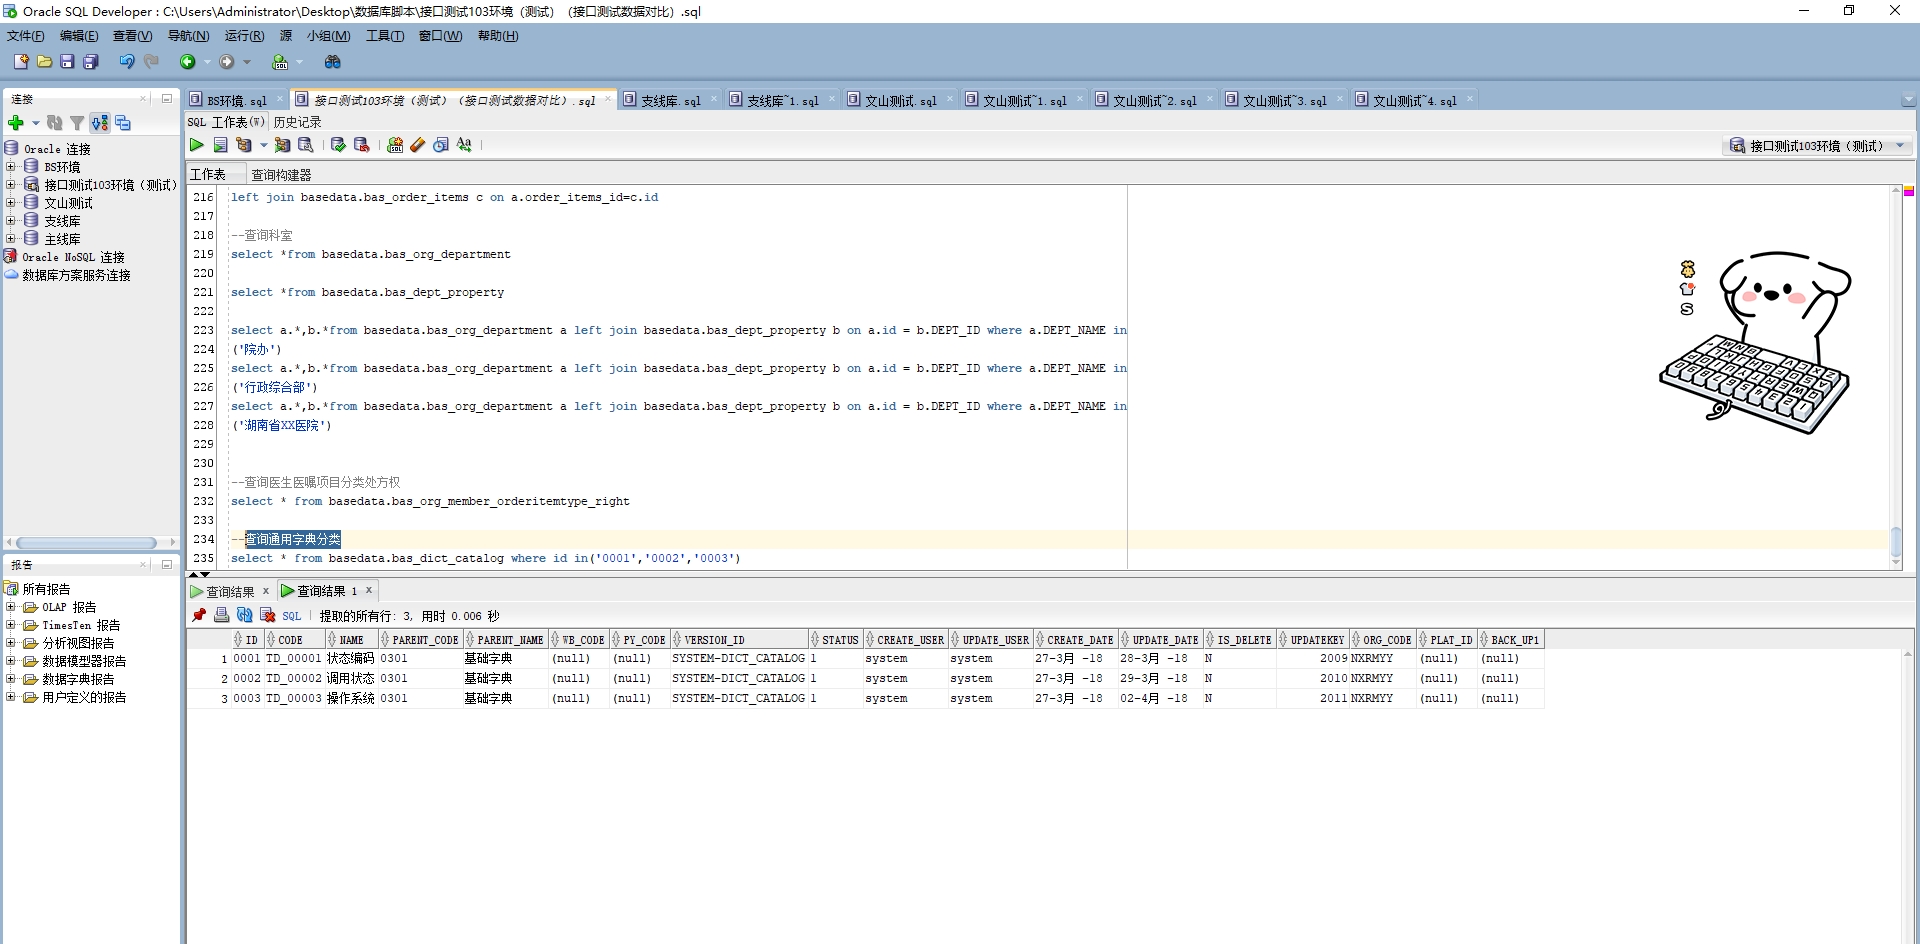 Oracle SQL Developer : C:\Users\Administrator\Desktop\数据库脚本\接口测试103环境（测试）（接口测试数据对比）.sql
文件(F) 编辑(E) 查看(V) 导航(N) 运行(R) 源 小组(M) 工具(T) 窗口(W) 帮助(H)
连接
Oracle 连接
BS环境
接口测试103环境（测试）
文山测试
支线库
主线库
Oracle NoSQL 连接
数据库方案服务连接
报告
所有报告
OLAP 报告
TimesTen 报告
分析视图报告
数据模型器报告
数据字典报告
用户定义的报告
BS环境.sql 接口测试103环境（测试）（接口测试数据对比）.sql 支线库.sql 支线库~1.sql 文山测试.sql 文山测试~1.sql 文山测试~2.sql 文山测试~3.sql 文山测试~4.sql
SQL 工作表(W) 历史记录
Aa
接口测试103环境（测试）
工作表 查询构建器
216 left join basedata.bas_order_items c on a.order_items_id=c.id
217
218 --查询科室
219 select *from basedata.bas_org_department
220
221 select *from basedata.bas_dept_property
222
223 select a.*,b.*from basedata.bas_org_department a left join basedata.bas_dept_property b on a.id = b.DEPT_ID where a.DEPT_NAME in
224 ('院办')
225 select a.*,b.*from basedata.bas_org_department a left join basedata.bas_dept_property b on a.id = b.DEPT_ID where a.DEPT_NAME in
226 ('行政综合部')
227 select a.*,b.*from basedata.bas_org_department a left join basedata.bas_dept_property b on a.id = b.DEPT_ID where a.DEPT_NAME in
228 ('湖南省XX医院')
229
230
231 --查询医生医嘱项目分类处方权
232 select * from basedata.bas_org_member_orderitemtype_right
233
234 --查询通用字典分类
235 select * from basedata.bas_dict_catalog where id in('0001','0002','0003')
查询结果 x 查询结果 1 x
SQL | 提取的所有行: 3, 用时 0.006 秒
ID CODE NAME PARENT_CODE PARENT_NAME WB_CODE PY_CODE VERSION_ID STATUS CREATE_USER UPDATE_USER CREATE_DATE UPDATE_DATE IS_DELETE UPDATEKEY ORG_CODE PLAT_ID BACK_UP1
1 0001 TD_00001 状态编码 0301 基础字典 (null) (null) SYSTEM-DICT_CATALOG 1 system system 27-3月 -18 28-3月 -18 N 2009 NXRMYY (null) (null)
2 0002 TD_00002 调用状态 0301 基础字典 (null) (null) SYSTEM-DICT_CATALOG 1 system system 27-3月 -18 29-3月 -18 N 2010 NXRMYY (null) (null)
3 0003 TD_00003 操作系统 0301 基础字典 (null) (null) SYSTEM-DICT_CATALOG 1 system system 27-3月 -18 02-4月 -18 N 2011 NXRMYY (null) (null)